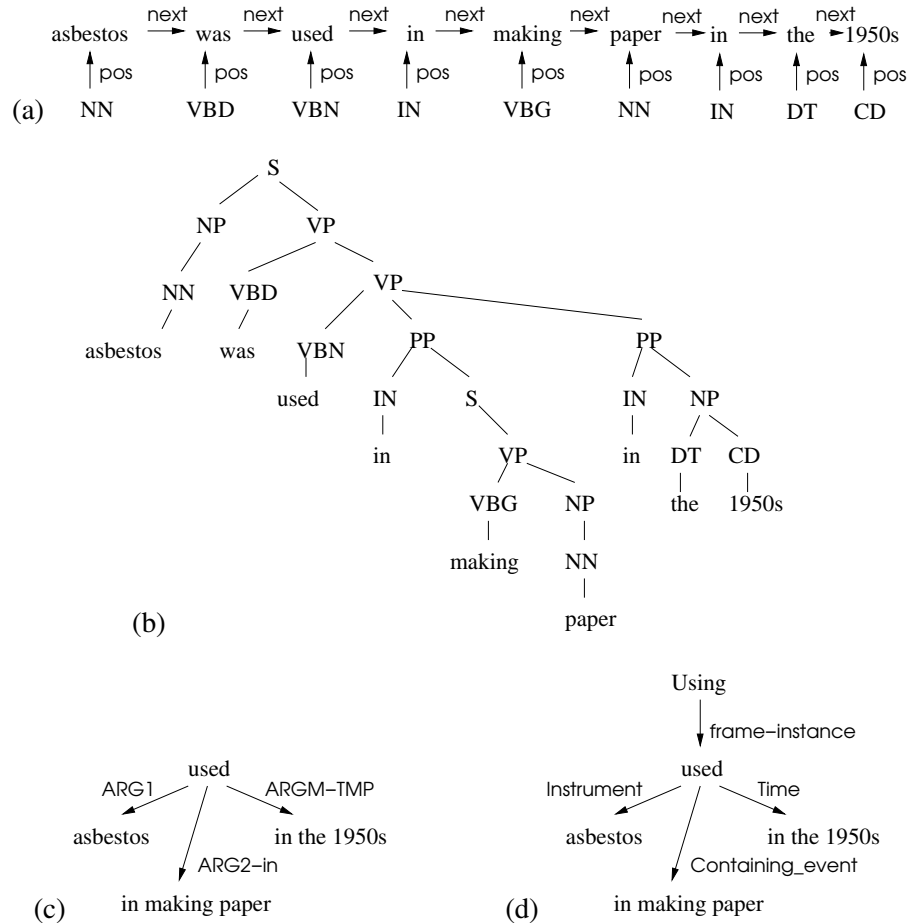 next next next next next next next next
asbestos was used in making paper in the 1950s
pos pos pos pos pos pos pos pos pos
(a) NN VBD VBN IN VBG NN IN DT CD
S
NP VP
NN VBD VP
asbestos was VBN PP PP
used IN S IN NP
in VP in DT CD
VBG NP the 1950s
making NN
paper
(b)
Using
frame-instance
used used
ARG1 ARGM-TMP Instrument Time
asbestos in the 1950s asbestos in the 1950s
ARG2-in Containing_event
(c) in making paper (d) in making paper